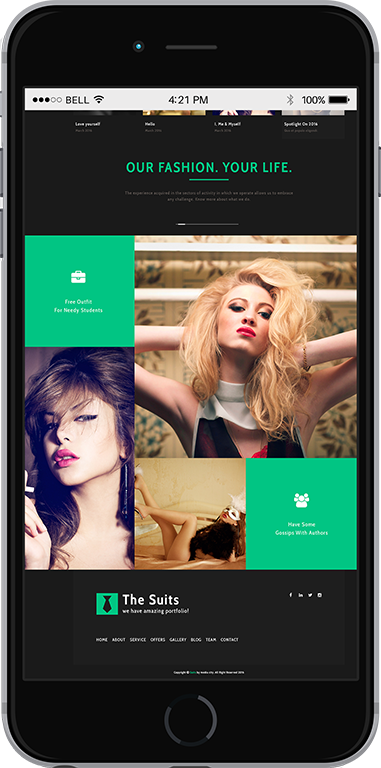 BELL 4:21 PM 100%
Love yourself Hello I, Me & Myself Spotlight On 2016
OUR FASHION. YOUR LIFE.
The experience acquired in the sectors of activity in which we operate allows us to embrace
any challenge. Know more about what we do.
Free Outfit
For Needy Students
Have Some
Gossips With Authors
The Suits
we have amazing portfolio!
HOME ABOUT SERVICE OFFERS GALLERY BLOG TEAM CONTACT